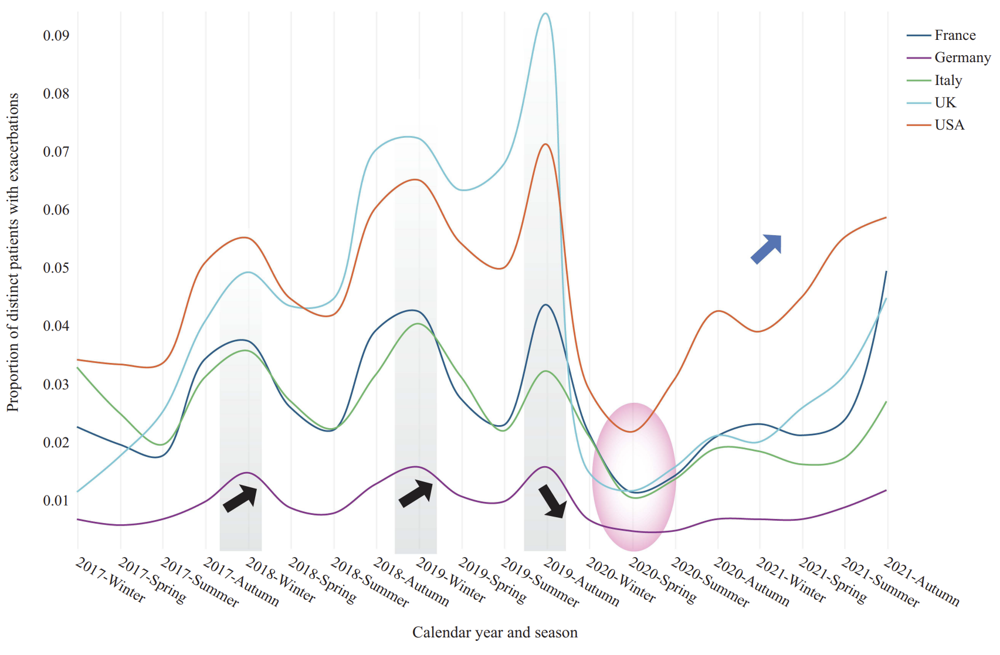 Proportion of distinct patients with exacerbations
0.09
0.08
0.07
0.06
0.05
0.04
0.03
0.02
0.01
France
Germany
Italy
UK
USA
2017-Winter
2017-Spring
2017-Summer
2017-Autumn
2018-Winter
2018-Spring
2018-Summer
2018-Autumn
2019-Winter
2019-Spring
2019-Summer
2019-Autumn
2020-Winter
2020-Spring
2020-Summer
2020-Autumn
2021-Winter
2021-Spring
2021-Summer
2021-Autumn
Calendar year and season